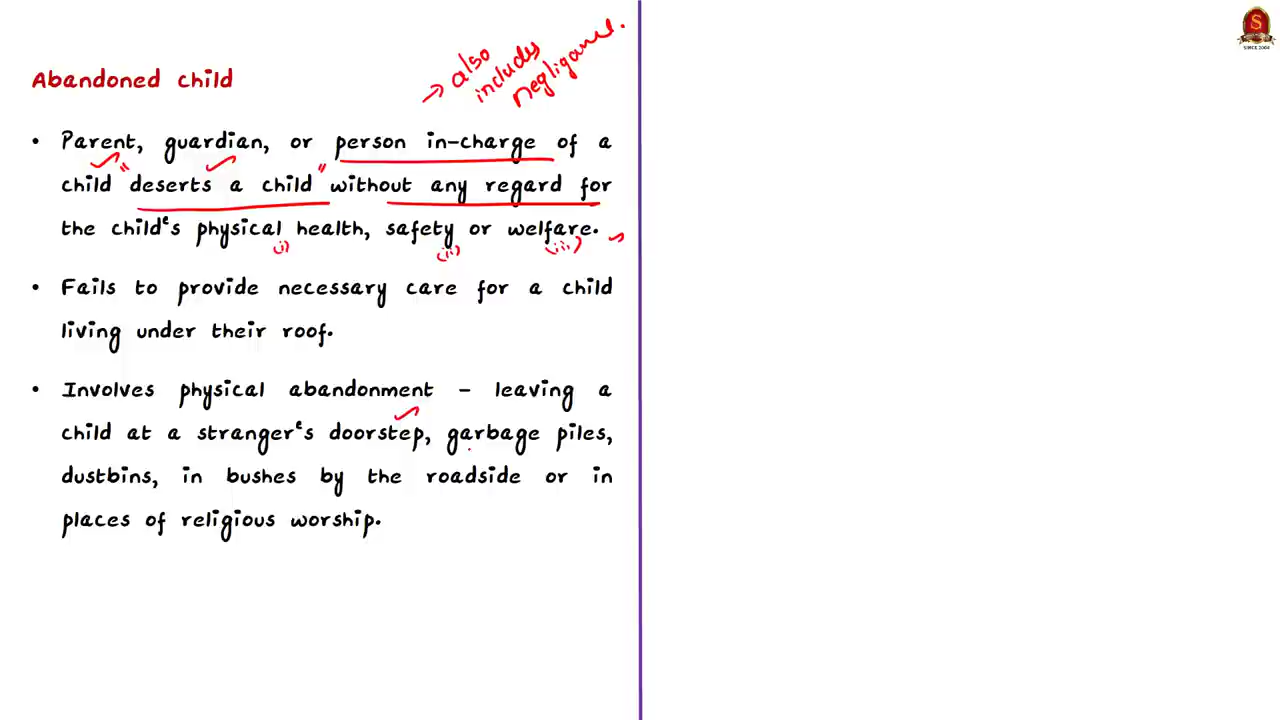 → also
includes
negligance.
Abandoned child
• Parent, guardian, or person in-charge of a
child "deserts a child" without any regard for
the child's physical health, safety or welfare.
(i) (ii) (iii)
• Fails to provide necessary care for a child
living under their roof.
• Involves physical abandonment – leaving a
child at a stranger's doorstep, garbage piles,
dustbins, in bushes by the roadside or in
places of religious worship.
S
SINCE 2004